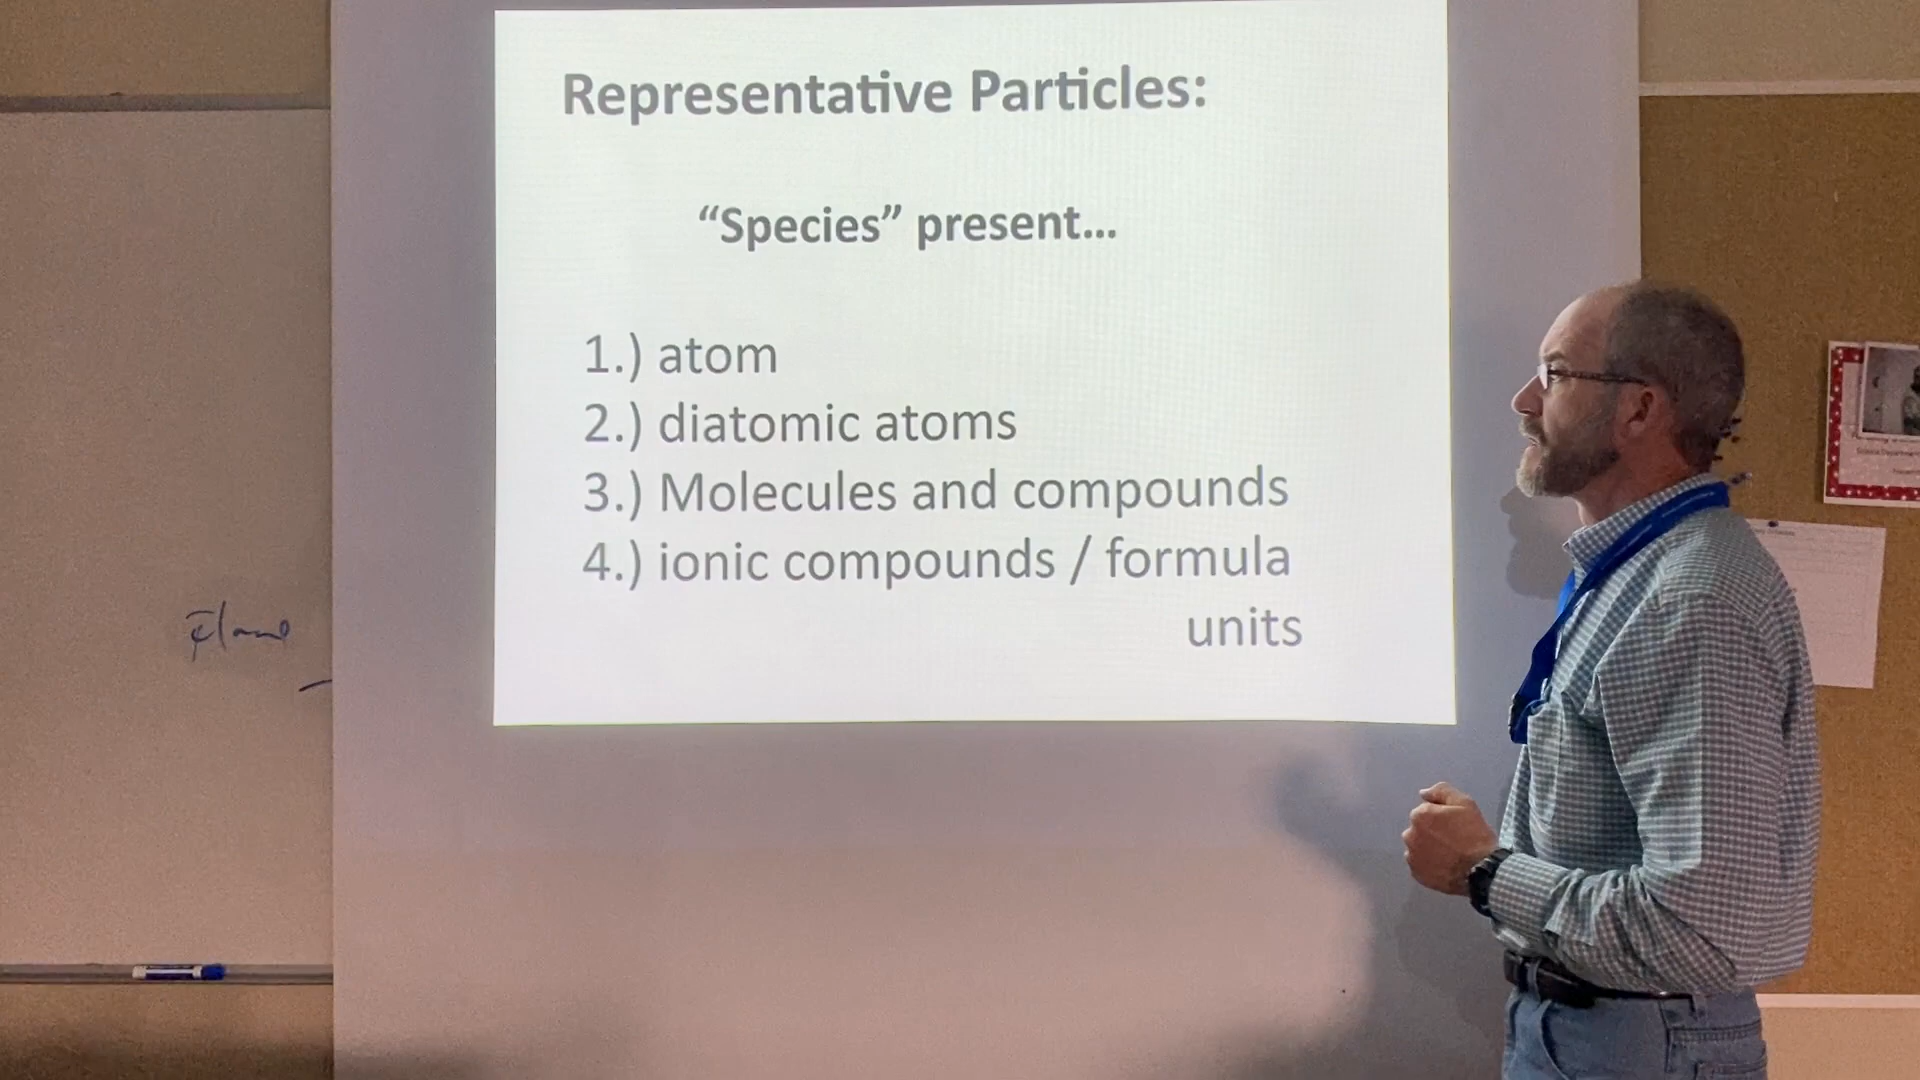 Representative Particles:
“Species” present...
1.) atom
2.) diatomic atoms
3.) Molecules and compounds
4.) ionic compounds / formula
units